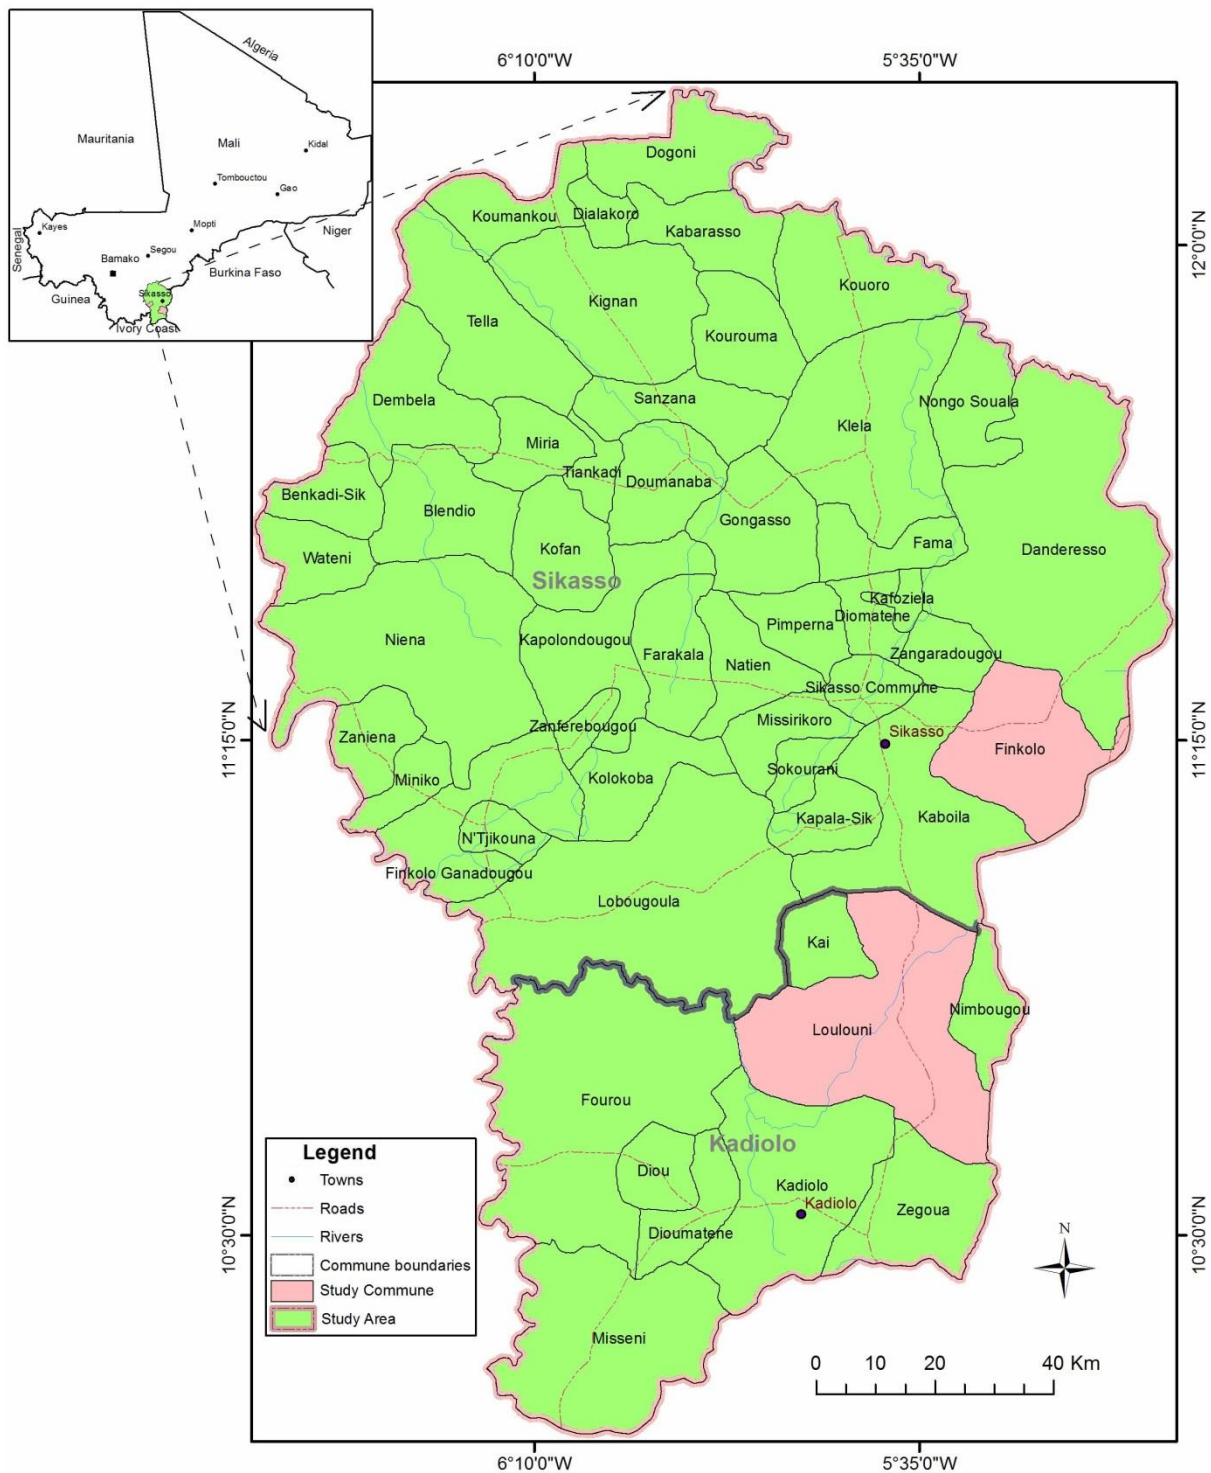 6°10'0"W
5°35'0"W
Algeria
Mauritania
Mali
Kidal
Tombouctou
Gao
Mopti
Kayes
Segou
Niger
Senegal
Bamako
Burkina Faso
Guinea
Sikasso
Ivory Coast
12°0'0"N
11°15'0"N
11°15'0"N
10°30'0"N
10°30'0"N
Dogoni
Koumankou
Dialakoro
Kabarasso
Kouoro
Kignan
Tella
Kourouma
Dembela
Sanzana
Nongo Souala
Klela
Miria
Tiankadi
Doumanaba
Benkadi-Sik
Blendio
Gongasso
Kofan
Fama
Danderesso
Wateni
Sikasso
Kafoziela
Diomatene
Pimperna
Niena
Kapolondougou
Farakala
Natien
Zangaradougou
Sikasso Commune
Missirikoro
Zanferebougou
Sikasso
Zaniena
Finkolo
Miniko
Kolokoba
Sokourani
Kapala-Sik
Kaboila
N'Tjikouna
Finkolo Ganadougou
Lobougoula
Kai
Nimbougou
Loulouni
Fourou
Kadiolo
Diou
Kadiolo
Kadiolo
Zegoua
Dioumatene
Misseni
Legend
Towns
Roads
Rivers
Commune boundaries
Study Commune
Study Area
N
0 10 20 40 Km
6°10'0"W
5°35'0"W